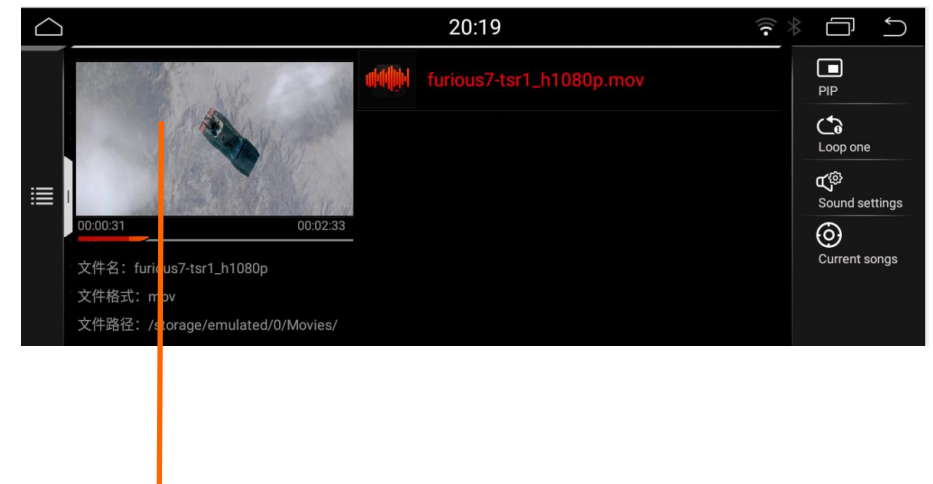 20:19
furious7-tsr1_h1080p.mov
PIP
Loop one
Sound settings
Current songs
00:00:31 00:02:33
文件名：furious7-tsr1_h1080p
文件格式：mov
文件路径：/storage/emulated/0/Movies/